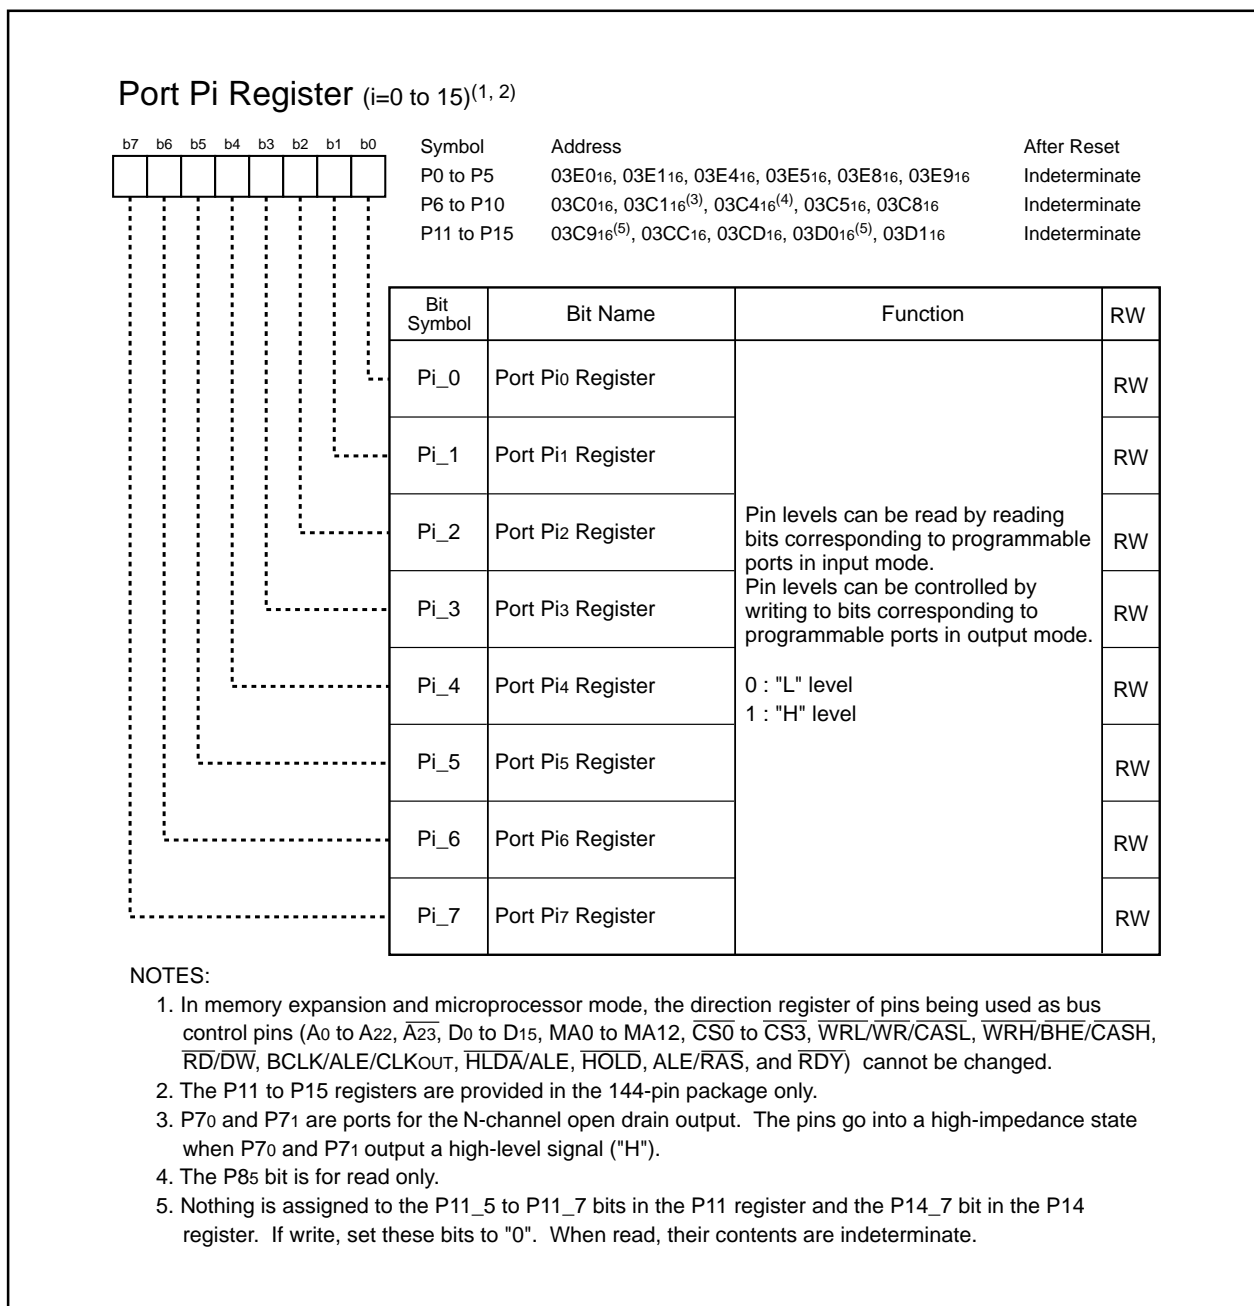 Port Pi Register (i=0 to 15)(1, 2)
b7 b6 b5 b4 b3 b2 b1 b0
Symbol Address After Reset
P0 to P5 03E016, 03E116, 03E416, 03E516, 03E816, 03E916 Indeterminate
P6 to P10 03C016, 03C116(3), 03C416(4), 03C516, 03C816 Indeterminate
P11 to P15 03C916(5), 03CC16, 03CD16, 03D016(5), 03D116 Indeterminate
Bit Symbol Bit Name Function RW
Pi_0 Port Pi0 Register RW
Pi_1 Port Pi1 Register RW
Pi_2 Port Pi2 Register RW
Pi_3 Port Pi3 Register RW
Pi_4 Port Pi4 Register RW
Pi_5 Port Pi5 Register RW
Pi_6 Port Pi6 Register RW
Pi_7 Port Pi7 Register RW
Pin levels can be read by reading
bits corresponding to programmable
ports in input mode.
Pin levels can be controlled by
writing to bits corresponding to
programmable ports in output mode.
0 : "L" level
1 : "H" level
NOTES:
1. In memory expansion and microprocessor mode, the direction register of pins being used as bus
control pins (A0 to A22, A23, D0 to D15, MA0 to MA12, CS0 to CS3, WRL/WR/CASL, WRH/BHE/CASH,
RD/DW, BCLK/ALE/CLKOUT, HLDA/ALE, HOLD, ALE/RAS, and RDY) cannot be changed.
2. The P11 to P15 registers are provided in the 144-pin package only.
3. P70 and P71 are ports for the N-channel open drain output. The pins go into a high-impedance state
when P70 and P71 output a high-level signal ("H").
4. The P85 bit is for read only.
5. Nothing is assigned to the P11_5 to P11_7 bits in the P11 register and the P14_7 bit in the P14
register. If write, set these bits to "0". When read, their contents are indeterminate.